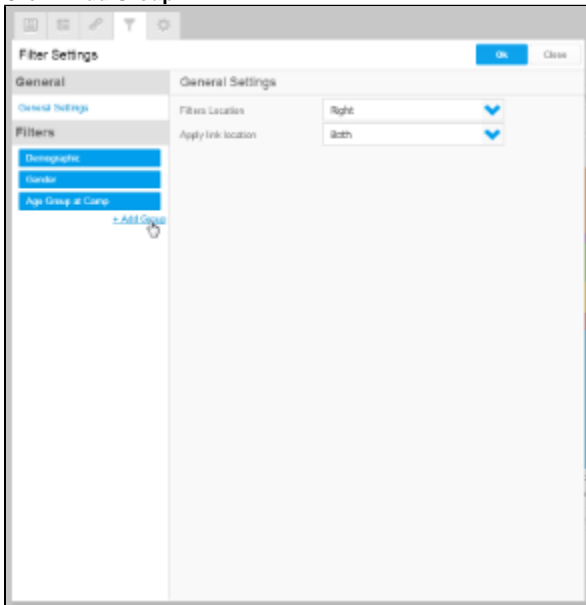 Filter Settings
Ok
Close
General
General Settings
General Settings
Filters Location
Right
Apply link location
Both
Filters
Demographic
Gender
Age Group at Camp
+ Add Group